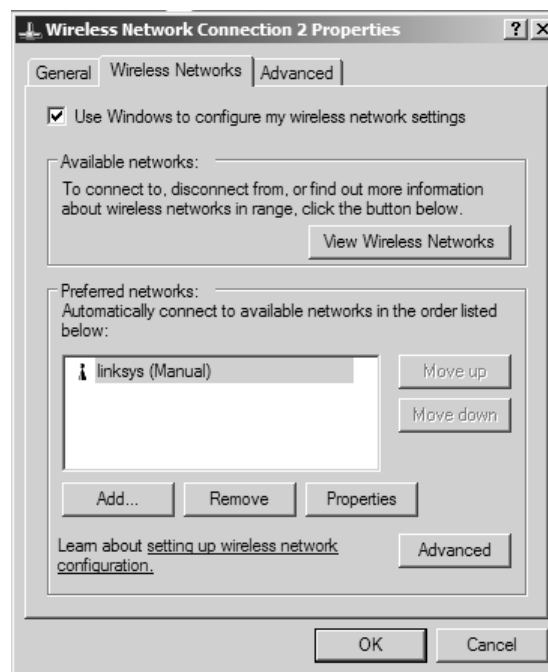 Wireless Network Connection 2 Properties
General Wireless Networks Advanced
Use Windows to configure my wireless network settings
Available networks:
To connect to, disconnect from, or find out more information
about wireless networks in range, click the button below.
View Wireless Networks
Preferred networks:
Automatically connect to available networks in the order listed
below:
linksys (Manual)
Move up
Move down
Add... Remove Properties
Learn about setting up wireless network
configuration.
Advanced
OK Cancel